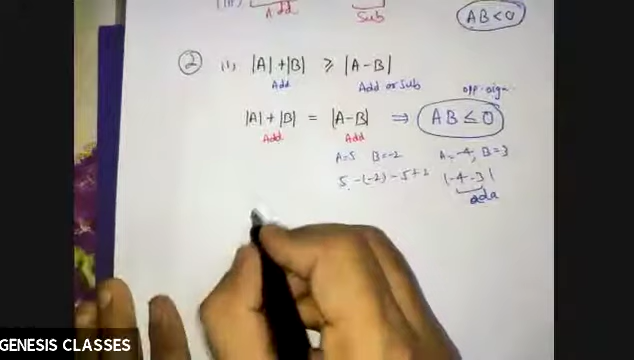 (iii) Add Sub
AB<0
② (i) |A| + |B| ≥ |A-B|
Add Add or Sub
opp. sign
|A| + |B| = |A-B| ⇒ AB ≤ 0
Add Add
A=5 B=-2 A=-4, B=3
5-(-2) - 5+2 |-4-3|
add
GENESIS CLASSES